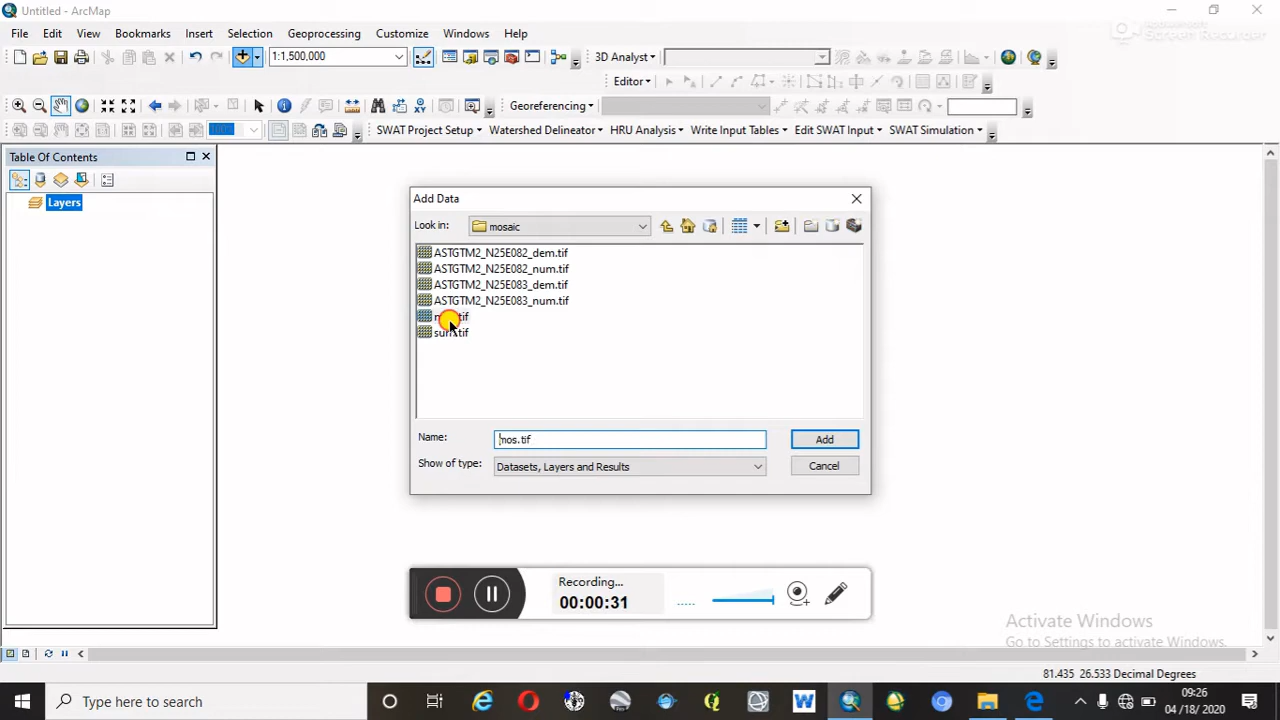 Untitled - ArcMap
File Edit View Bookmarks Insert Selection Geoprocessing Customize Windows Help
Screen Recorder
1:1,500,000 3D Analyst
Editor
Georeferencing
SWAT Project Setup Watershed Delineator HRU Analysis Write Input Tables Edit SWAT Input SWAT Simulation
Table Of Contents
Layers
Add Data
Look in: mosaic
ASTGTM2_N25E082_dem.tif
ASTGTM2_N25E082_num.tif
ASTGTM2_N25E083_dem.tif
ASTGTM2_N25E083_num.tif
Name: mos.tif Add
Show of type: Datasets, Layers and Results Cancel
Recording...
00:00:31
Activate Windows
Go to Settings to activate Windows.
81.435 26.533 Decimal Degrees
Type here to search
09:26
04/18/2020